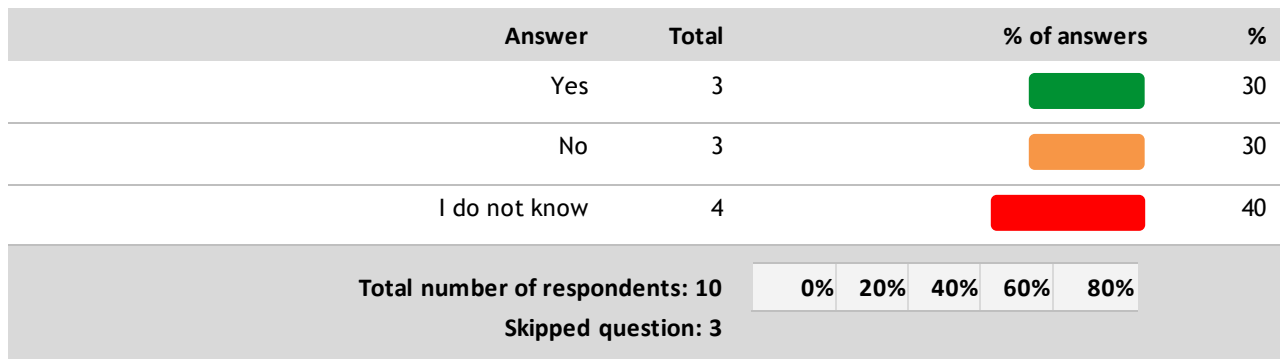 Answer Total % of answers %
Yes 3 30
No 3 30
I do not know 4 40
Total number of respondents: 10 0% 20% 40% 60% 80%
Skipped question: 3